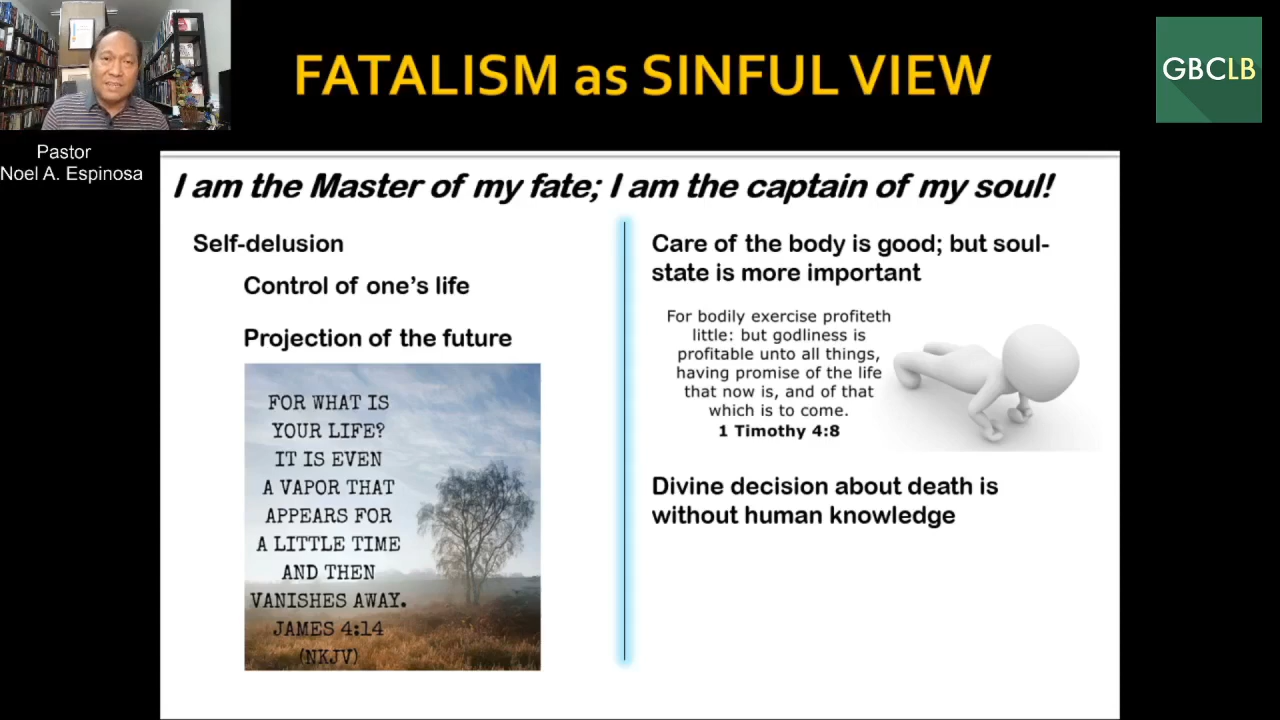 FATALISM as SINFUL VIEW
GBCLB
Pastor
Noel A. Espinosa
I am the Master of my fate; I am the captain of my soul!
Self-delusion
Control of one's life
Projection of the future
FOR WHAT IS
YOUR LIFE?
IT IS EVEN
A VAPOR THAT
APPEARS FOR
A LITTLE TIME
AND THEN
VANISHES AWAY.
JAMES 4:14
(NKJV)
Care of the body is good; but soul-
state is more important
For bodily exercise profiteth
little: but godliness is
profitable unto all things,
having promise of the life
that now is, and of that
which is to come.
1 Timothy 4:8
Divine decision about death is
without human knowledge